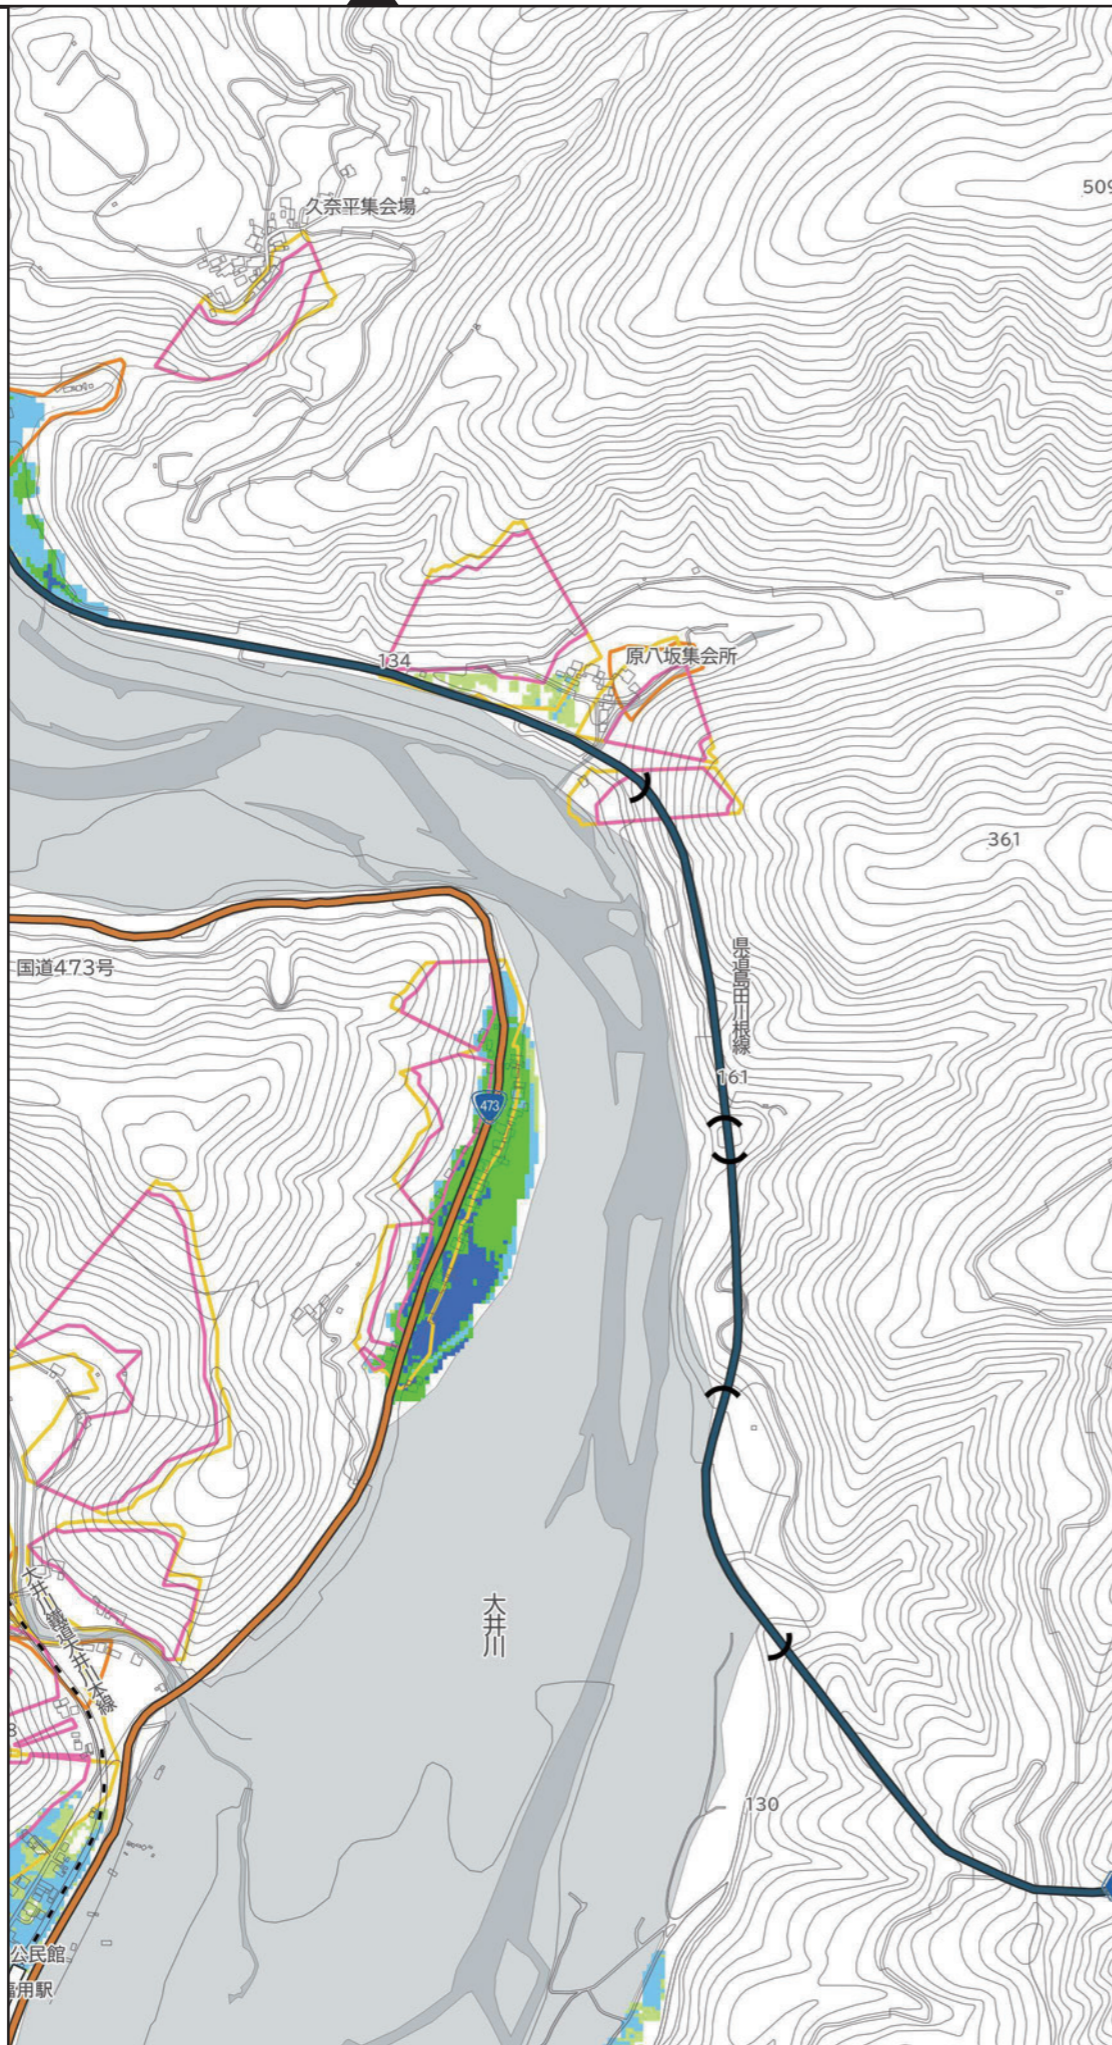 久奈平集会場
509
134
原八坂集会所
361
国道473号
県道島田川根線
161
473
大井川
大井川鐵道大井川本線
130
公民館
用駅